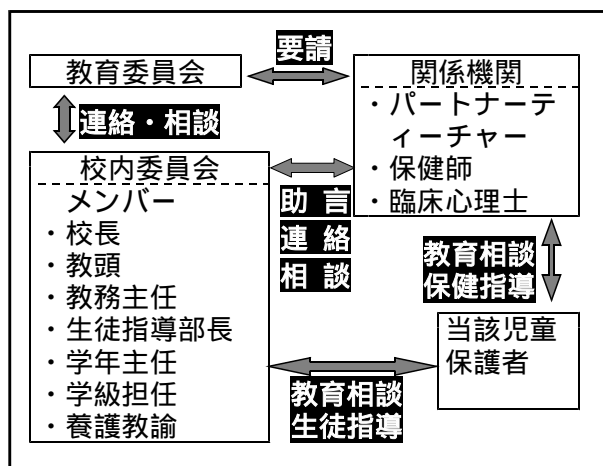 要請
教育委員会
関係機関
・パートナーテ
ィーチャー
・保健師
・臨床心理士
連絡・相談
校内委員会
メンバー
・校長
・教頭
・教務主任
・生徒指導部長
・学年主任
・学級担任
・養護教諭
助言
連絡
相談
教育相談
保健指導
当該児童
保護者
教育相談
生徒指導